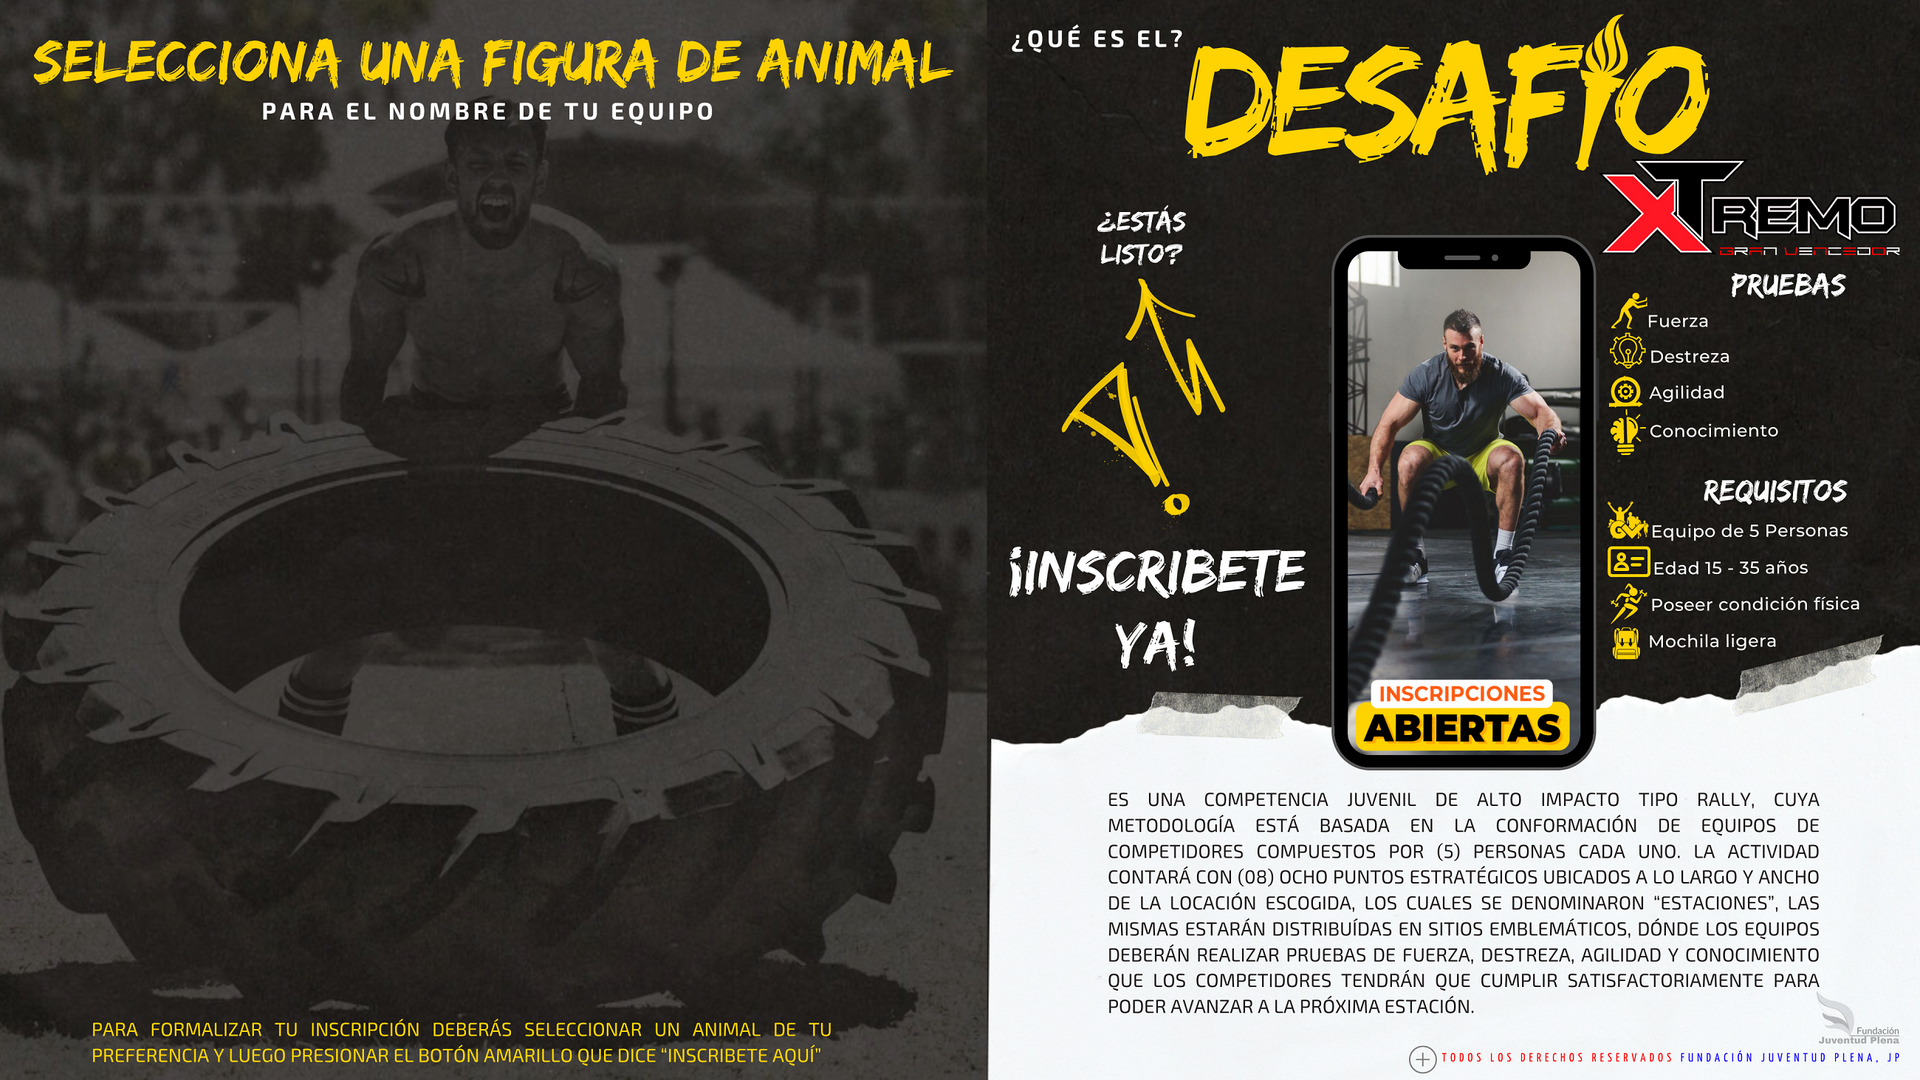 SELECCIONA UNA FIGURA DE ANIMAL
PARA EL NOMBRE DE TU EQUIPO
PARA FORMALIZAR TU INSCRIPCIÓN DEBERÁS SELECCIONAR UN ANIMAL DE TU
PREFERENCIA Y LUEGO PRESIONAR EL BOTÓN AMARILLO QUE DICE “INSCRIBETE AQUÍ”
¿QUÉ ES EL?
DESAFÍO
XTREMO
GRAN VENCEDOR
¿ESTÁS
LISTO?
¡INSCRIBETE
YA!
INSCRIPCIONES
ABIERTAS
PRUEBAS
Fuerza
Destreza
Agilidad
Conocimiento
REQUISITOS
Equipo de 5 Personas
Edad 15 - 35 años
Poseer condición física
Mochila ligera
ES UNA COMPETENCIA JUVENIL DE ALTO IMPACTO TIPO RALLY, CUYA
METODOLOGÍA ESTÁ BASADA EN LA CONFORMACIÓN DE EQUIPOS DE
COMPETIDORES COMPUESTOS POR (5) PERSONAS CADA UNO. LA ACTIVIDAD
CONTARÁ CON (08) OCHO PUNTOS ESTRATÉGICOS UBICADOS A LO LARGO Y ANCHO
DE LA LOCACIÓN ESCOGIDA, LOS CUALES SE DENOMINARON “ESTACIONES”, LAS
MISMAS ESTARÁN DISTRIBUÍDAS EN SITIOS EMBLEMÁTICOS, DÓNDE LOS EQUIPOS
DEBERÁN REALIZAR PRUEBAS DE FUERZA, DESTREZA, AGILIDAD Y CONOCIMIENTO
QUE LOS COMPETIDORES TENDRÁN QUE CUMPLIR SATISFACTORIAMENTE PARA
PODER AVANZAR A LA PRÓXIMA ESTACIÓN.
Fundación
Juventud Plena
TODOS LOS DERECHOS RESERVADOS FUNDACIÓN JUVENTUD PLENA, JP